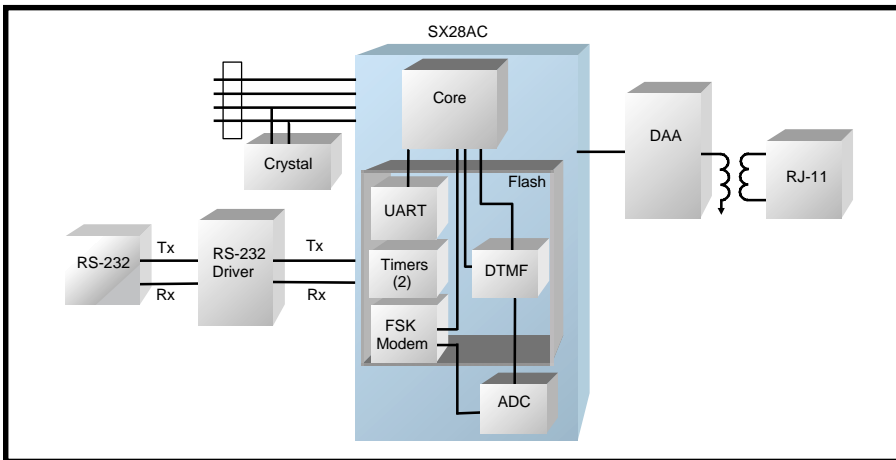 SX28AC
Core
Crystal
DAA
RJ-11
Flash
UART
Tx
Tx
RS-232
RS-232
Driver
Timers
(2)
DTMF
Rx
Rx
FSK
Modem
ADC